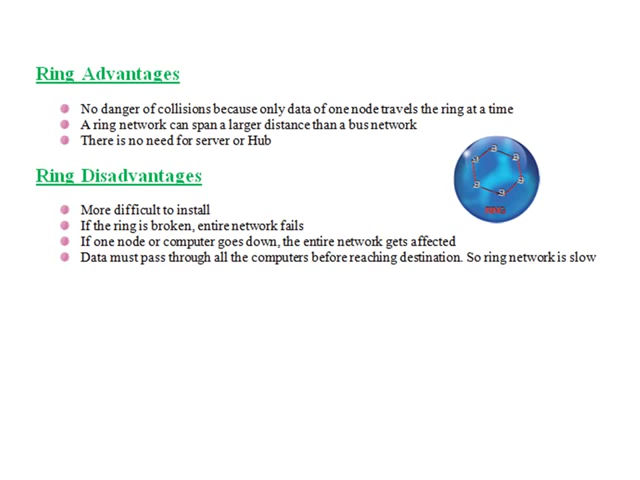 Ring Advantages
No danger of collisions because only data of one node travels the ring at a time
A ring network can span a larger distance than a bus network
There is no need for server or Hub
RING
Ring Disadvantages
More difficult to install
If the ring is broken, entire network fails
If one node or computer goes down, the entire network gets affected
Data must pass through all the computers before reaching destination. So ring network is slow